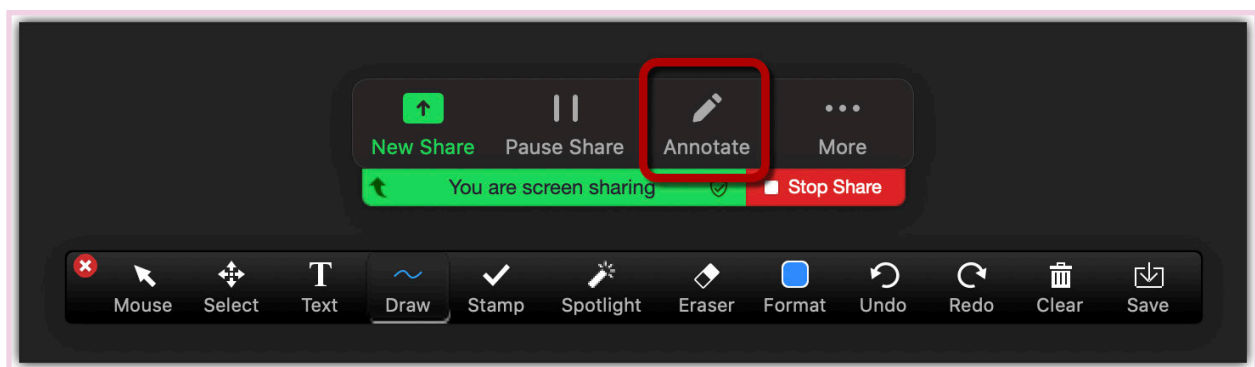 New Share Pause Share Annotate More
You are screen sharing Stop Share
Mouse Select Text Draw Stamp Spotlight Eraser Format Undo Redo Clear Save